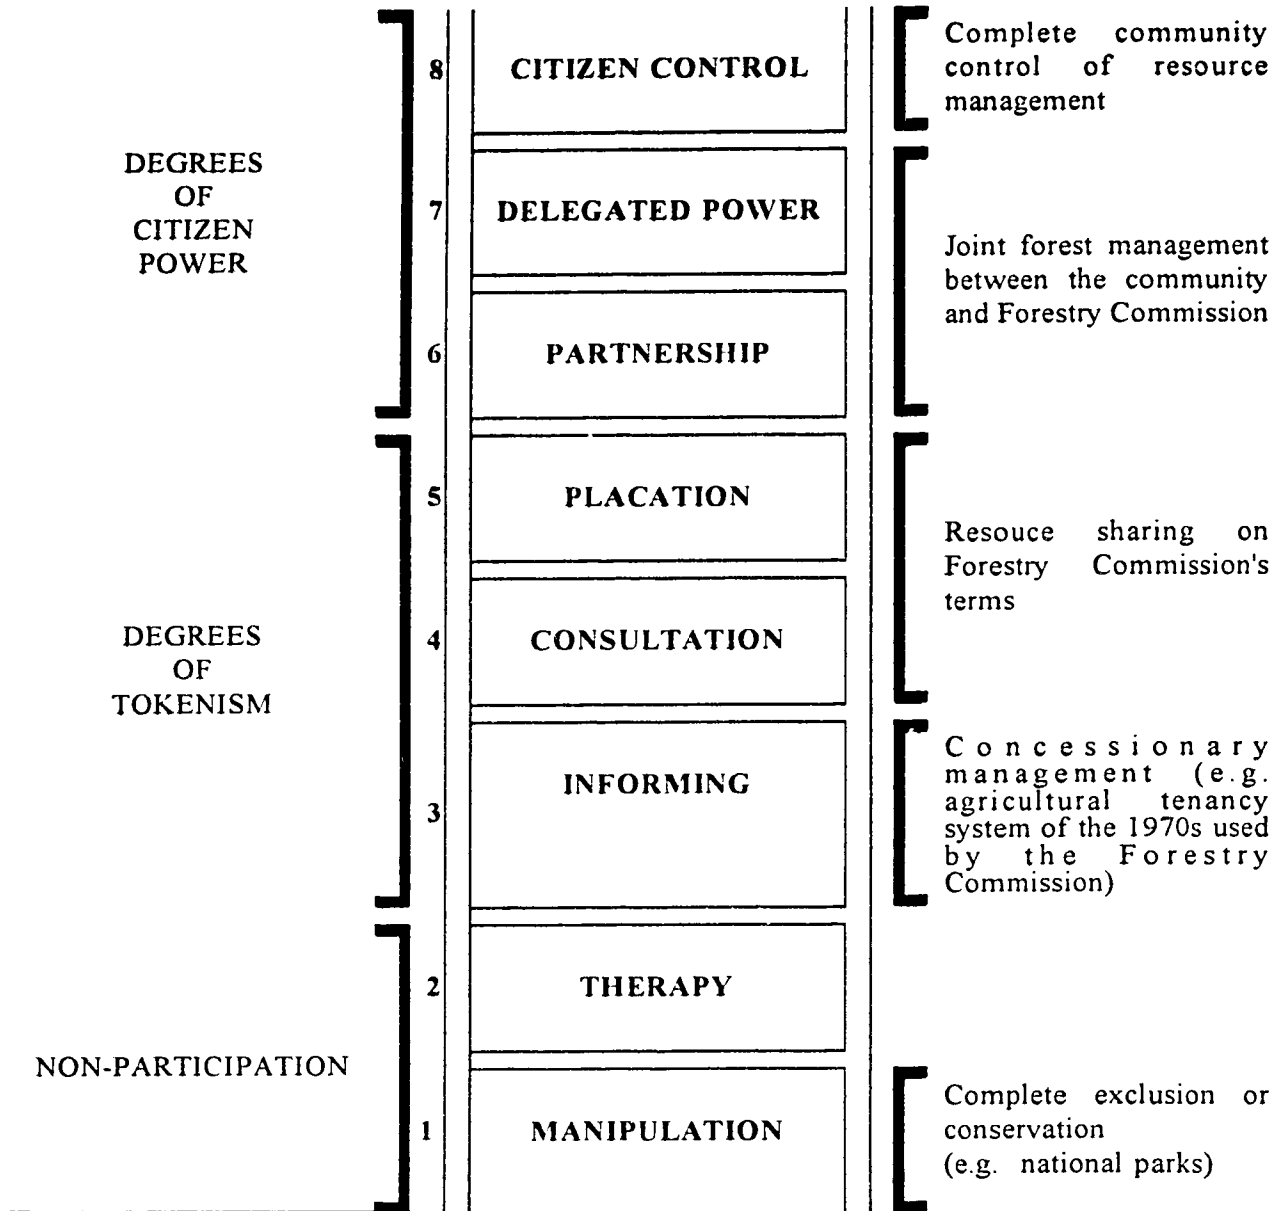 8
CITIZEN CONTROL
Complete community
control of resource
management
DEGREES
OF
CITIZEN
POWER
7
DELEGATED POWER
6
PARTNERSHIP
Joint forest management
between the community
and Forestry Commission
DEGREES
OF
TOKENISM
5
PLACATION
4
CONSULTATION
Resouce sharing on
Forestry Commission's
terms
3
INFORMING
Concessionary
management (e.g.
agricultural tenancy
system of the 1970s used
by the Forestry
Commission)
NON-PARTICIPATION
2
THERAPY
1
MANIPULATION
Complete exclusion or
conservation
(e.g. national parks)